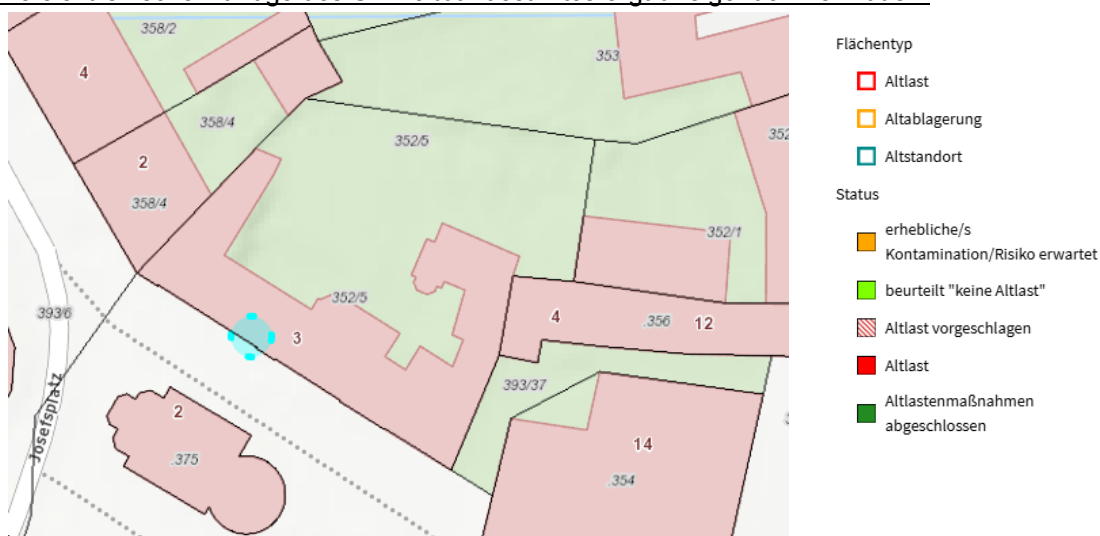 358/2
4
353
358/4
352/5
352
2
358/4
352/1
352/5
393/6
4
.356
12
3
393/37
Josefsplatz
2
14
.375
.354
Flächentyp
Altlast
Altablagerung
Altstandort
Status
erhebliche/s
Kontamination/Risiko erwartet
beurteilt "keine Altlast"
Altlast vorgeschlagen
Altlast
Altlastenmaßnahmen
abgeschlossen